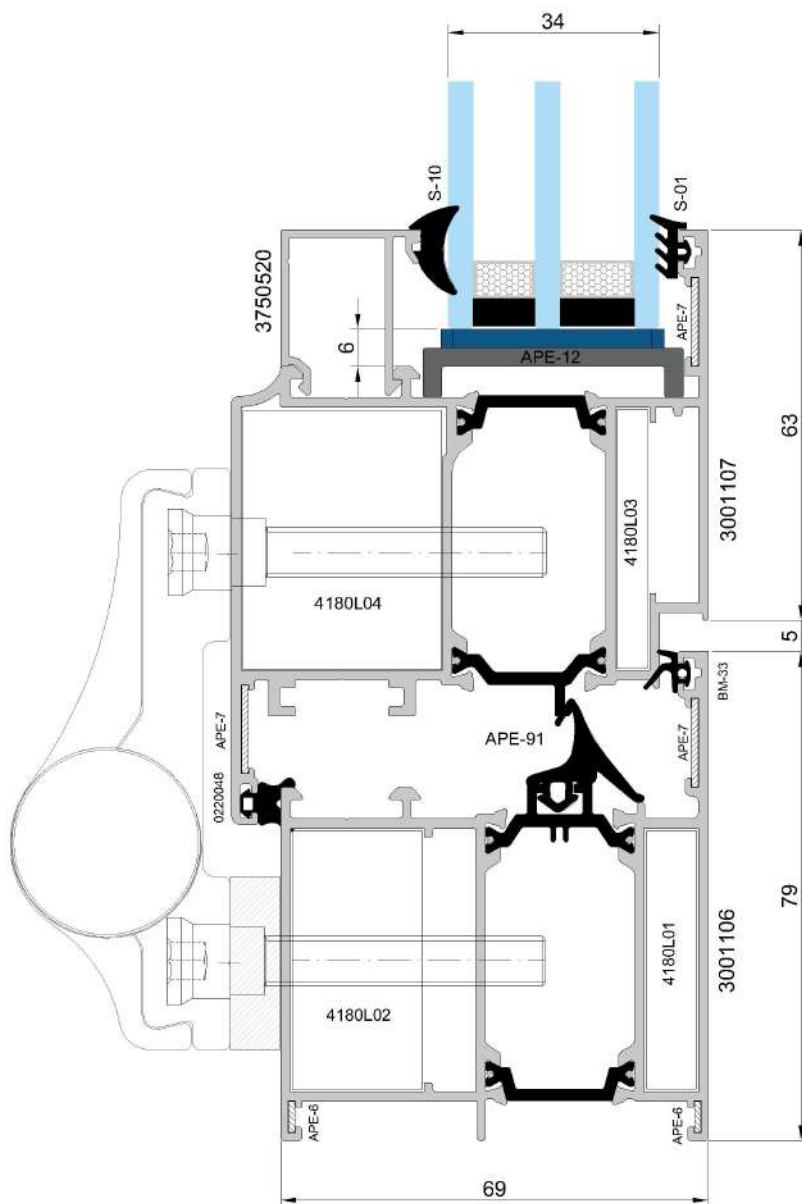 34
S-10
S-01
3750520
APE-7
6
APE-12
63
3001107
4180L03
4180L04
5
BM-33
APE-7
APE-91
APE-7
0220048
79
3001106
4180L01
4180L02
APE-6
APE-6
69